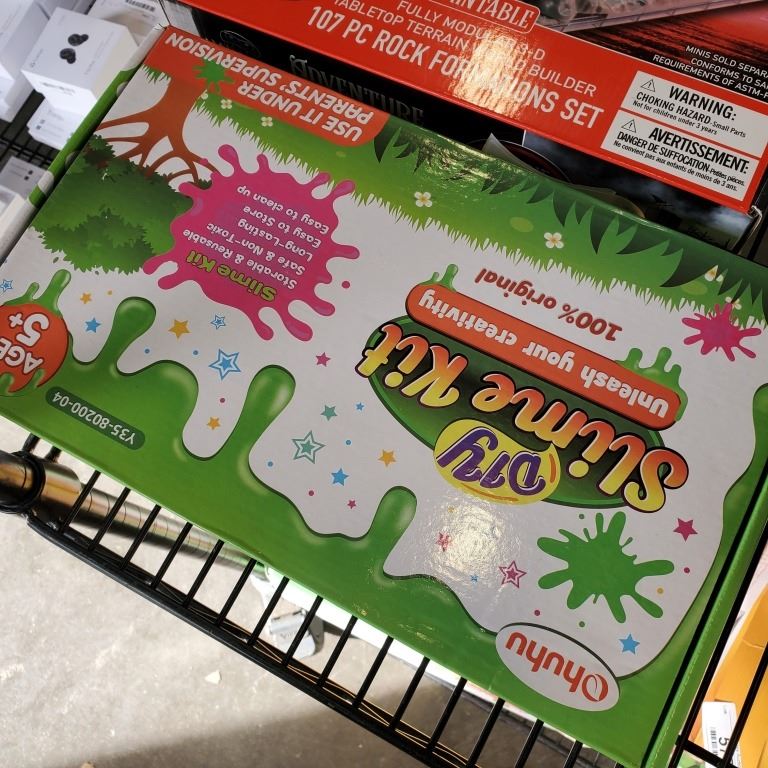 PAINTABLE
FULLY MODULAR 3-D
107 PC ROCK FORMATIONS SET
MINIS SOLD
CONFORMS TO
REQUIREMENTS OF ASTM-F
WARNING:
CHOKING HAZARD-Small Parts
Not for children under 3 years
AVERTISSEMENT:
DANGER DE SUFFOCATION-Petites pièces.
Ne convient pas aux enfants de moins de 3 ans.
ADVENTURE
Ohuhu
DIY
Slime Kit
Unleash your creativity
100% original
Y35-80200-04
AGE
5+
Slime Kit
Storable & Reusable
Safe & Non-Toxic
Long-Lasting
Easy to Store
Easy to clean up
USE IT UNDER
PARENTS' SUPERVISION